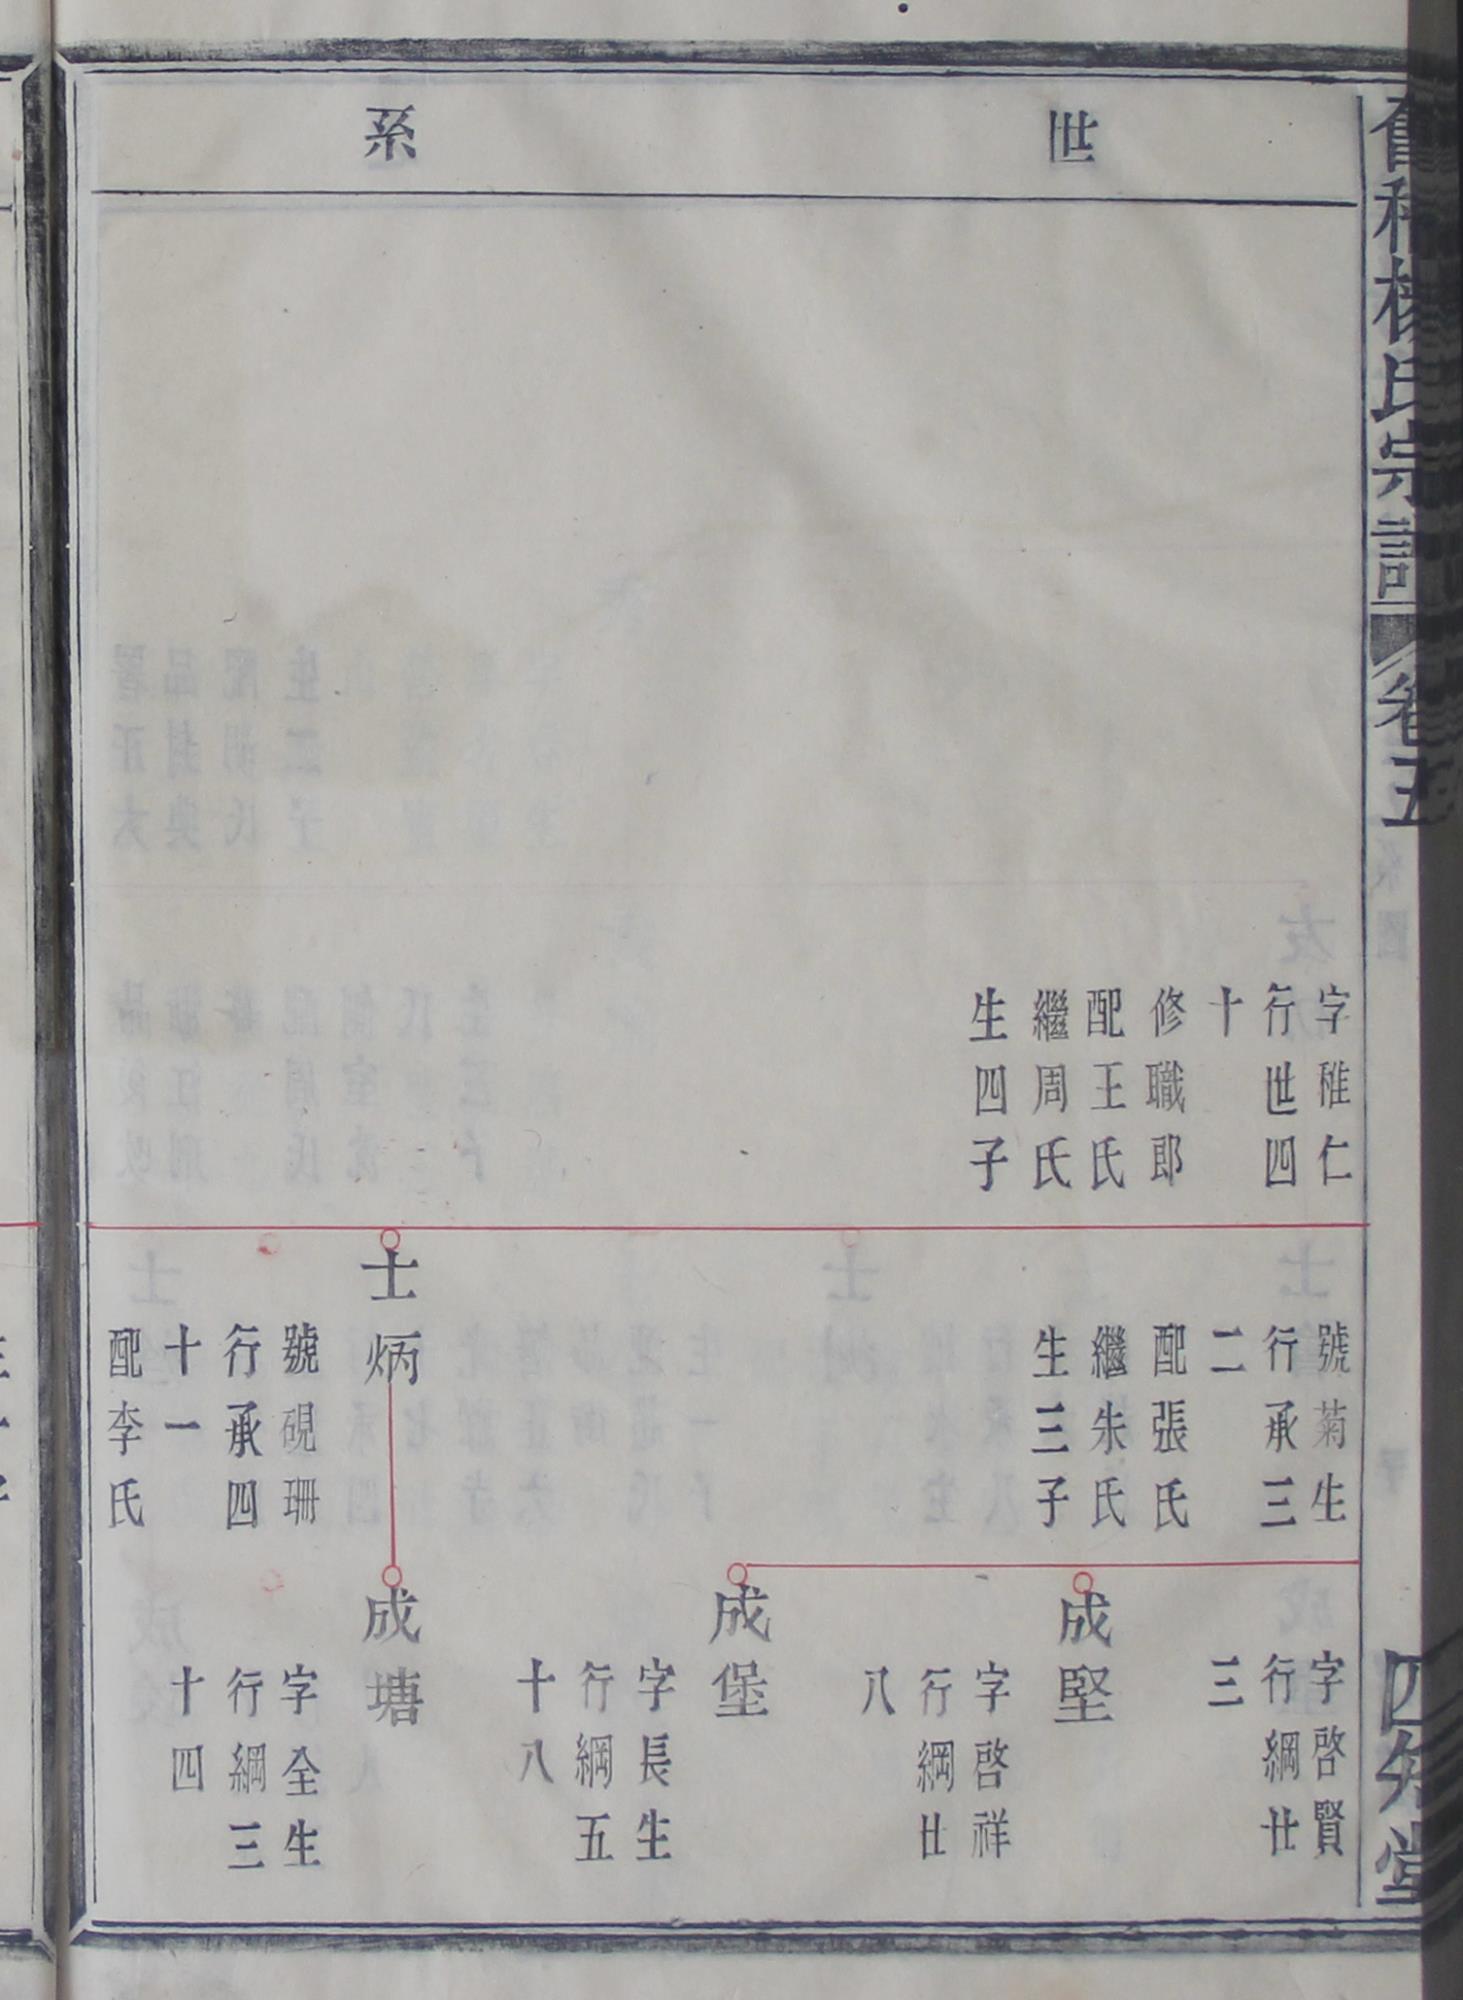 楊氏宗譜
卷五
四知堂
世系
字稚仁
行世四
十
修職郎
配王氏
繼周氏
生四子
號菊生
行承三
二
配張氏
繼朱氏
生三子
士炳
號硯珊
行承四
十一
配李氏
字啓賢
行綱廿
三
成堅
字啓祥
行綱廿
八
成堡
字長生
行綱五
十八
成塘
字全生
行綱三
十四